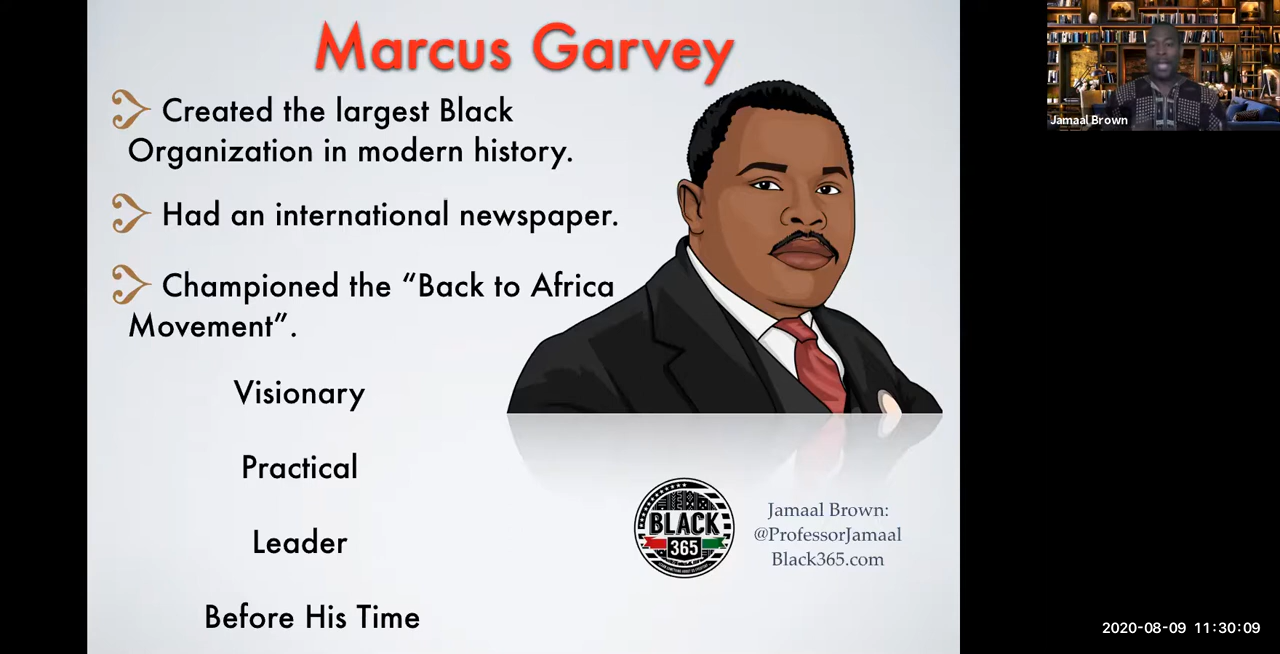 Marcus Garvey
Created the largest Black
Organization in modern history.
Had an international newspaper.
Championed the “Back to Africa
Movement”.
Visionary
Practical
Leader
Before His Time
BLACK
365
Jamaal Brown:
@ProfessorJamaal
Black365.com
Jamaal Brown
2020-08-09 11:30:09